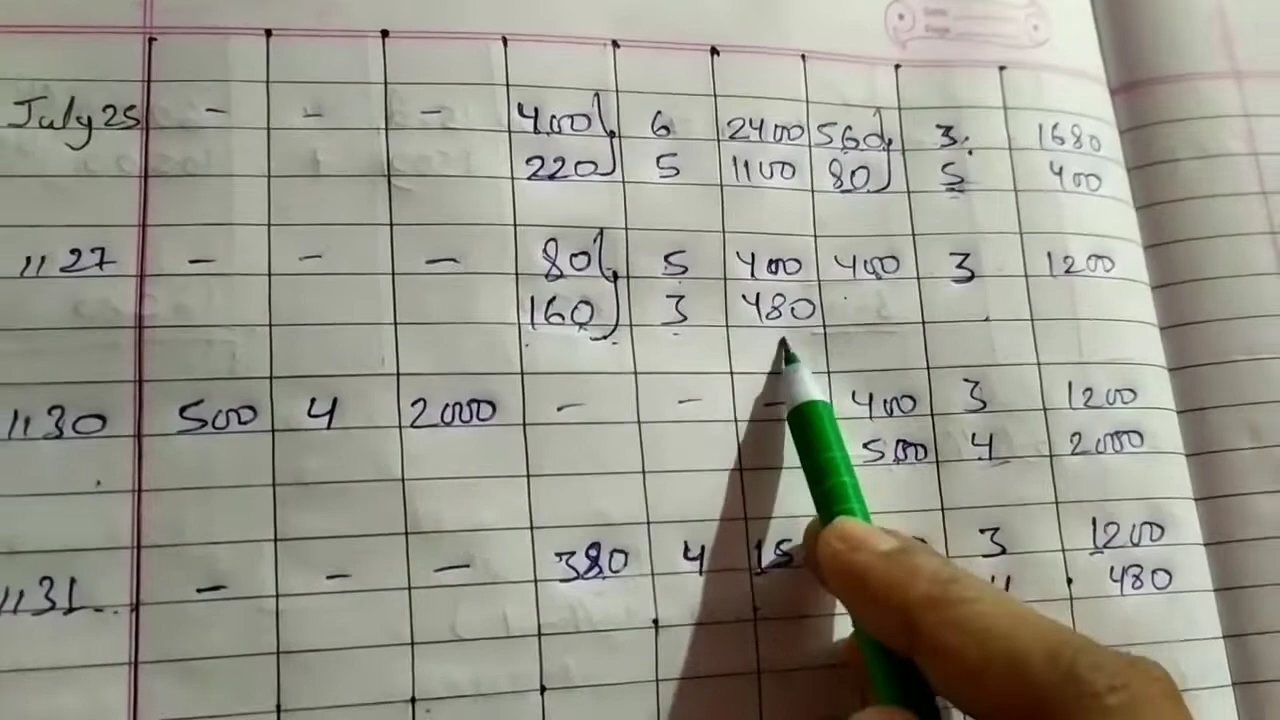 July 25 - - - 400 6 2400 560 3 1680
220 5 1100 80 5 400
" 27 - - - 80 5 400 400 3 1200
160 3 480
" 30 500 4 2000 - - - 400 3 1200
500 4 2000
" 31 - - - 380 4 15 3 1200
480